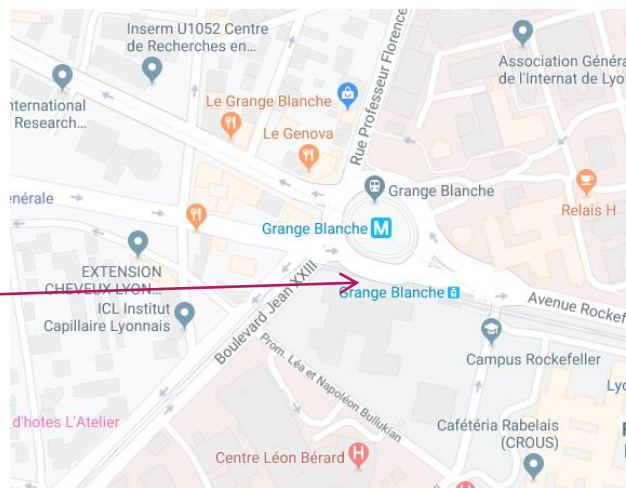 Inserm U1052 Centre
de Recherches en...
Association Généra
de l'Internat de Lyo
nternational
Research...
Le Grange Blanche
Le Genova
Rue Professeur Florence
Grange Blanche
Relais H
énérale
Grange Blanche M
EXTENSION
CHEVEUX LYON...
ICL Institut
Capillaire Lyonnais
Boulevard Jean XXIII
Grange Blanche
Avenue Rockef
Prom. Léa et Napoléon Bullukian
Campus Rockefeller
Lyc
d'hotes L'Atelier
Cafétéria Rabelais
(CROUS)
Centre Léon Bérard